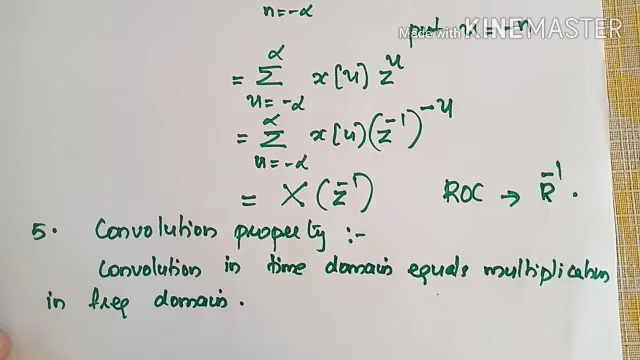 n=-α
put u = -n
Made with KINEMASTER
= α Σ u=-α x[u] z^u
= α Σ u=-α x[u] (z^-1)^-u
= X(z^-1) ROC → R^-1.
5. Convolution property :-
Convolution in time domain equals multiplication
in freq domain.